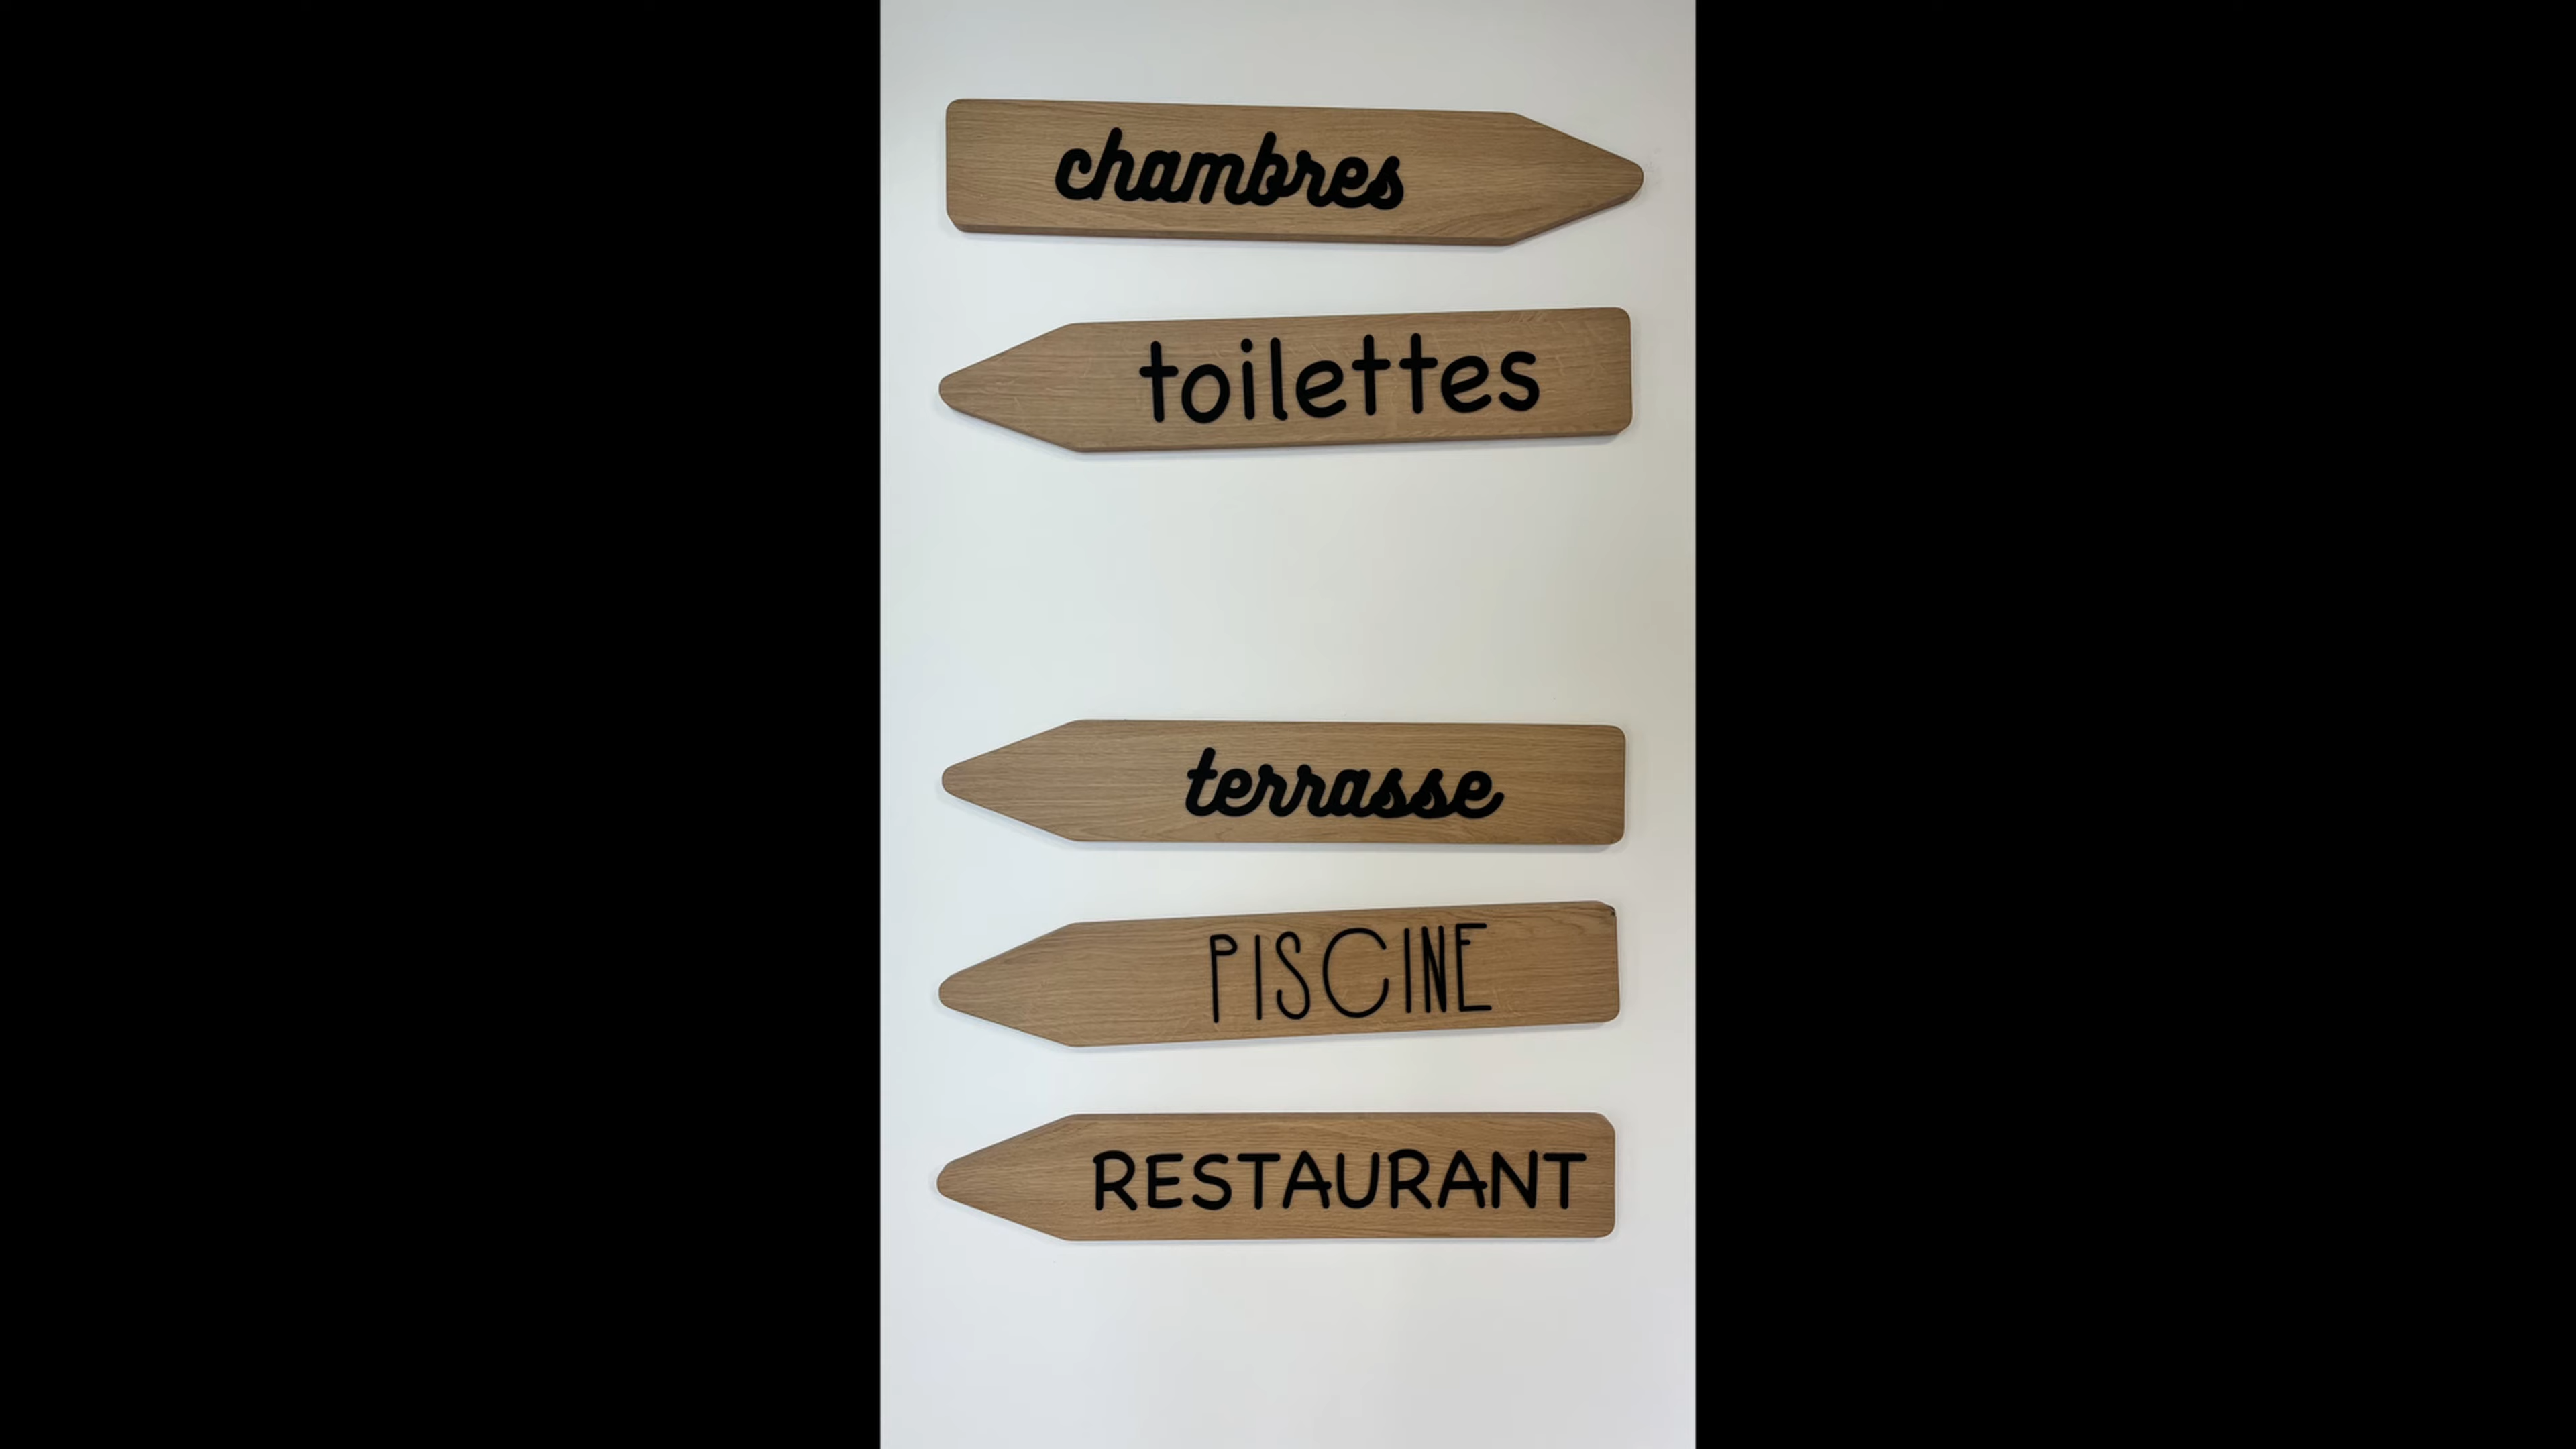 chambres
toilettes
terrasse
PISCINE
RESTAURANT